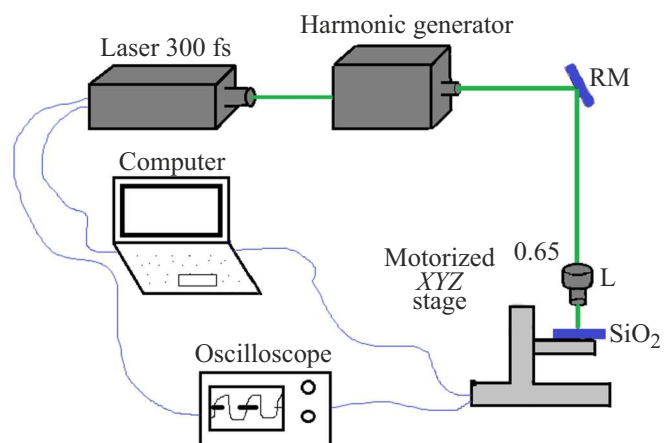 Harmonic generator
Laser 300 fs
RM
Computer
Motorized
XYZ
stage
0.65
L
SiO₂
Oscilloscope